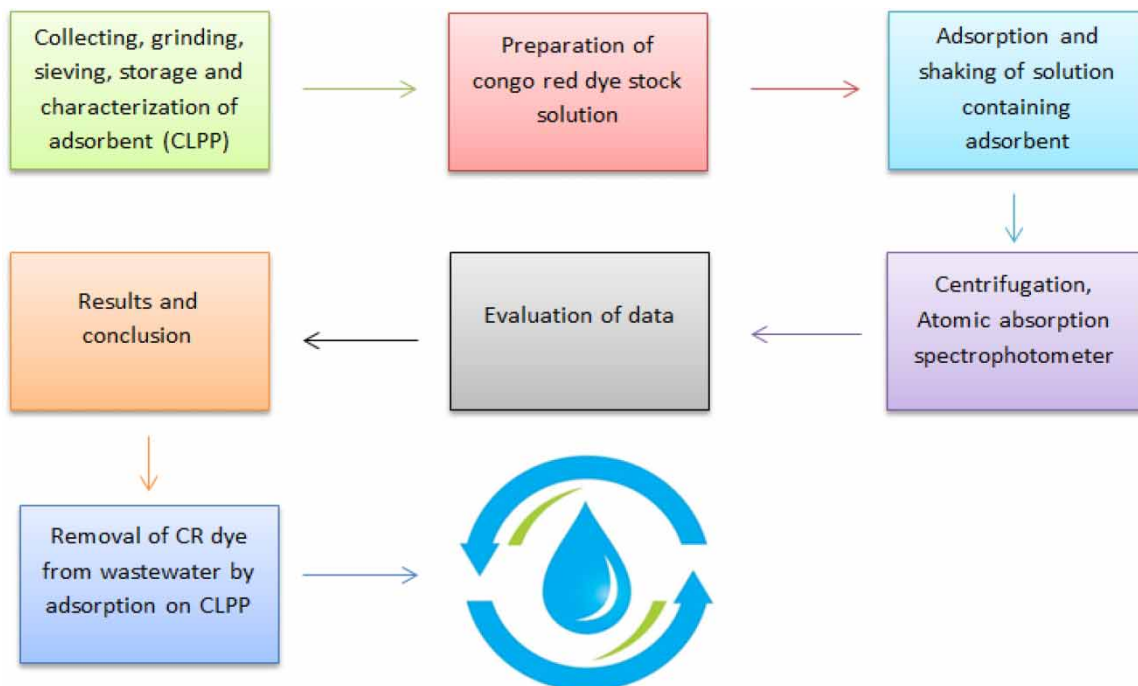 Collecting, grinding,
sieving, storage and
characterization of
adsorbent (CLPP)
Preparation of
congo red dye stock
solution
Adsorption and
shaking of solution
containing
adsorbent
Centrifugation,
Atomic absorption
spectrophotometer
Evaluation of data
Results and
conclusion
Removal of CR dye
from wastewater by
adsorption on CLPP